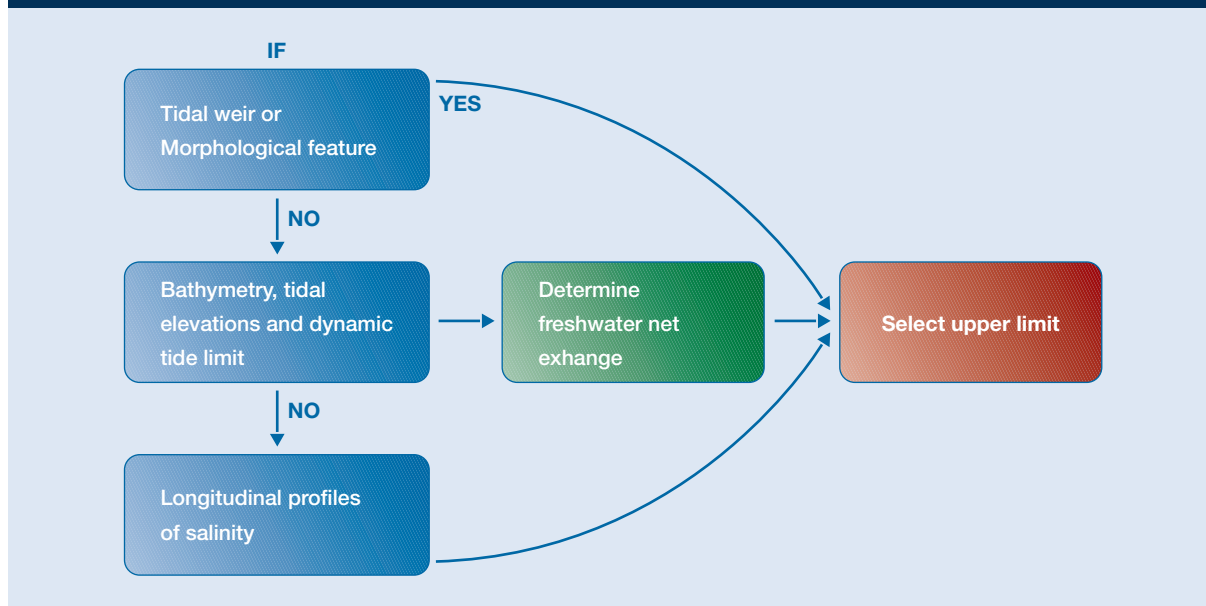 IF
Tidal weir or
Morphological feature
YES
NO
Bathymetry, tidal
elevations and dynamic
tide limit
Determine
freshwater net
exhange
Select upper limit
NO
Longitudinal profiles
of salinity